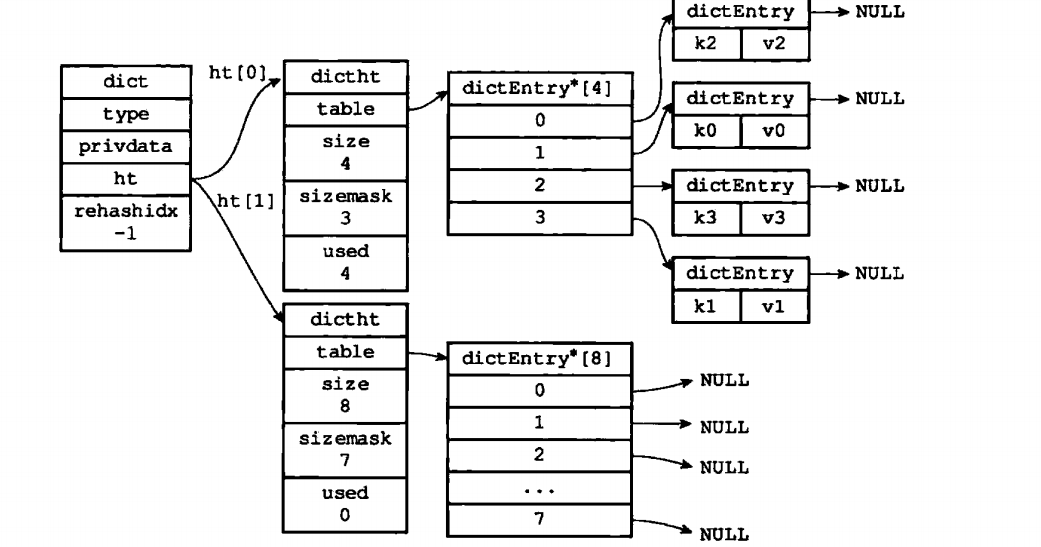 dict
type
privdata
ht
rehashidx
-1
ht[0]
ht[1]
dictht
table
size
4
sizemask
3
used
4
dictEntry*[4]
0
1
2
3
dictEntry
NULL
k2 v2
dictEntry
NULL
k0 v0
dictEntry
NULL
k3 v3
dictEntry
NULL
k1 v1
dictht
table
size
8
sizemask
7
used
0
dictEntry*[8]
0
1
2
...
7
NULL
NULL
NULL
NULL